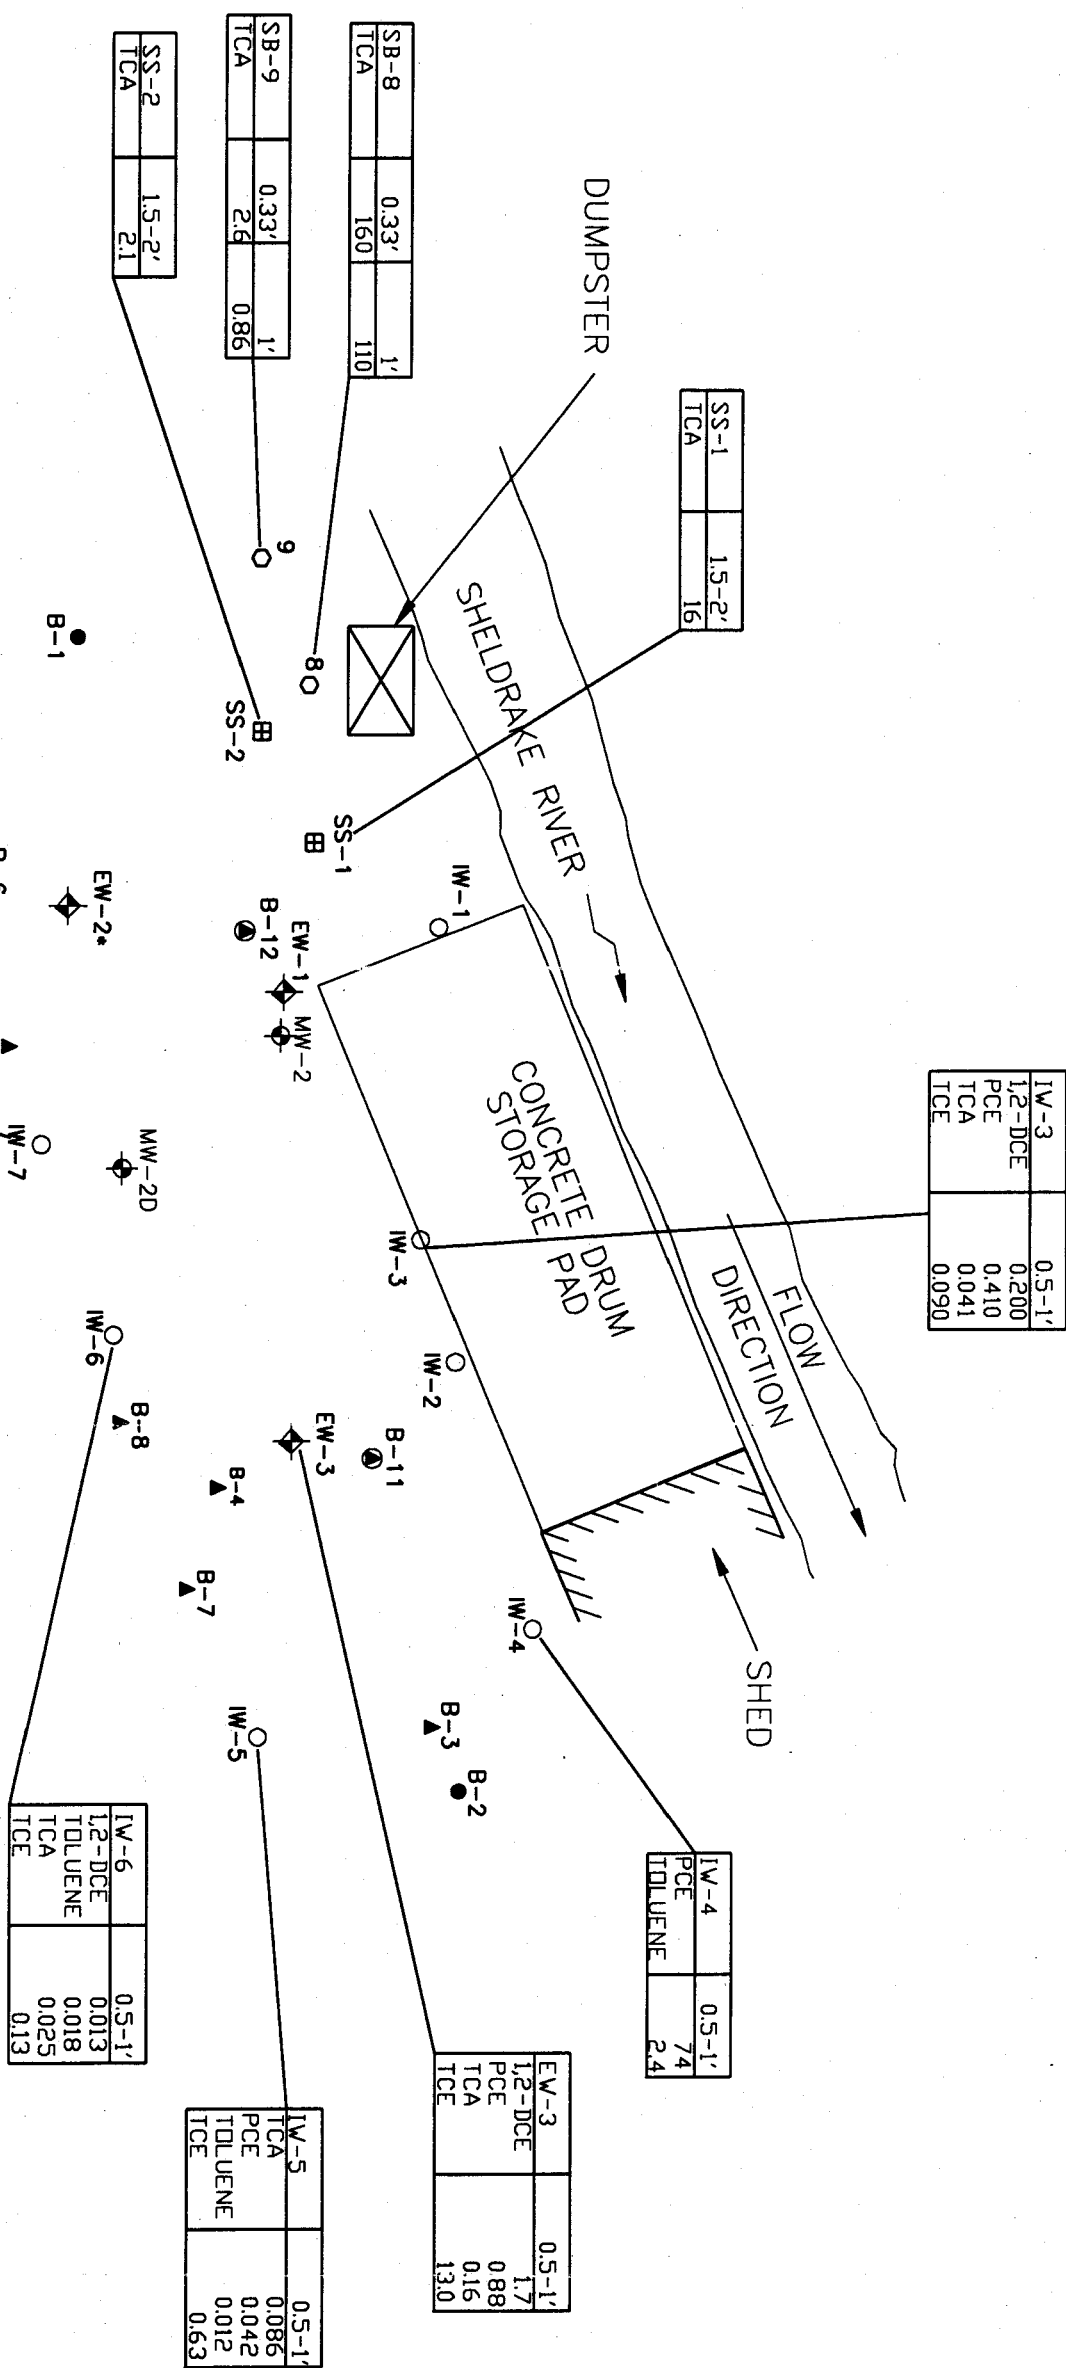 SS-1 1.5-2'
TCA 16
IW-3 0.5-1'
1,2-DCE 0.200
PCE 0.410
TCA 0.041
TCE 0.090
DUMPSTER
SHELDRAKE RIVER
FLOW
DIRECTION
SHED
SB-8 0.33' 1'
TCA 160 110
SB-9 0.33' 1'
TCA 2.6 0.86
SS-2 1.5-2'
TCA 2.1
CONCRETE DRUM
STORAGE PAD
IW-4 0.5-1'
PCE 74
TOLUENE 2.4
EW-3 0.5-1'
1,2-DCE 1.7
PCE 0.88
TCA 0.16
TCE 13.0
IW-5 0.5-1'
TCA 0.086
PCE 0.042
TOLUENE 0.012
TCE 0.63
IW-6 0.5-1'
1,2-DCE 0.013
TOLUENE 0.018
TCA 0.025
TCE 0.13
9
8
SS-2
SS-1
IW-1
B-12
EW-1
MW-2
IW-3
IW-2
B-11
EW-3
IW-4
B-3
B-2
B-1
EW-2*
MW-2D
IW-7
IW-6
B-8
B-4
B-7
IW-5